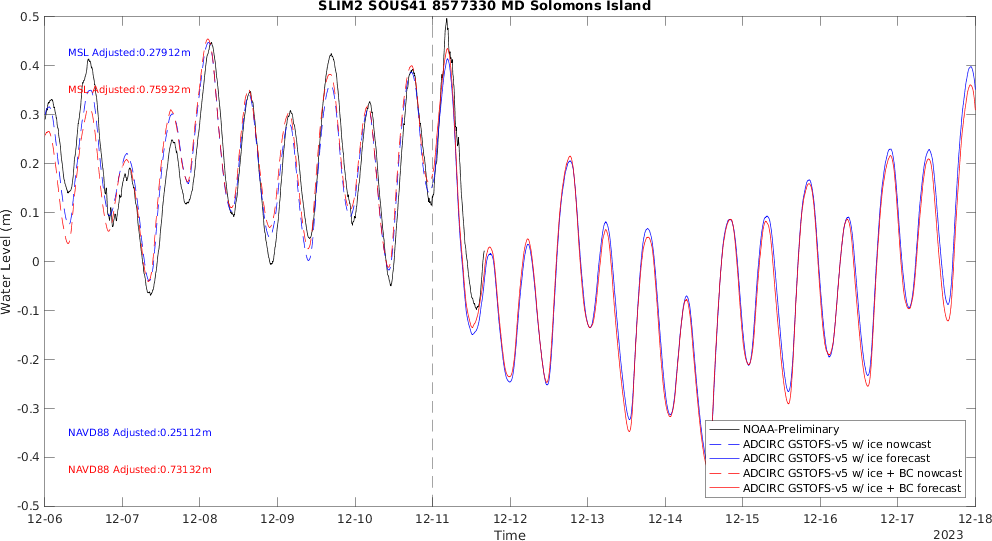 SLIM2 SOUS41 8577330 MD Solomons Island
0.5
0.4
0.3
0.2
0.1
0
-0.1
-0.2
-0.3
-0.4
-0.5
Water Level (m)
MSL Adjusted:0.27912m
MSL Adjusted:0.75932m
NAVD88 Adjusted:0.25112m
NAVD88 Adjusted:0.73132m
NOAA-Preliminary
ADCIRC GSTOFS-v5 w/ ice nowcast
ADCIRC GSTOFS-v5 w/ ice forecast
ADCIRC GSTOFS-v5 w/ ice + BC nowcast
ADCIRC GSTOFS-v5 w/ ice + BC forecast
12-06 12-07 12-08 12-09 12-10 12-11 12-12 12-13 12-14 12-15 12-16 12-17 12-18
Time
2023